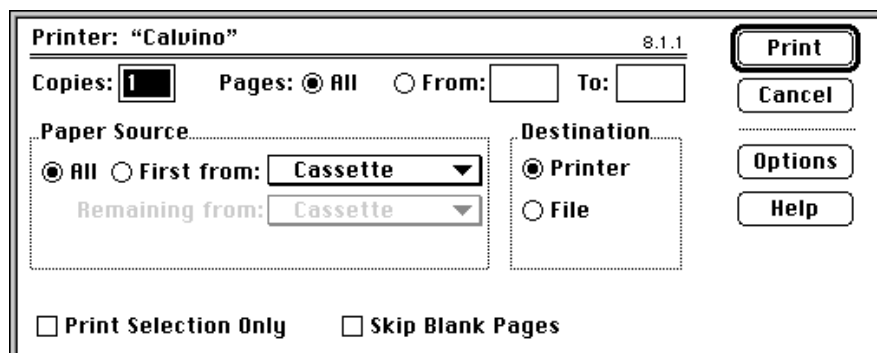 Printer: “Calvino” 8.1.1 Print
Copies: 1 Pages: All From: To: Cancel
Paper Source Destination
All First from: Cassette Printer Options
Remaining from: Cassette File Help
Print Selection Only Skip Blank Pages